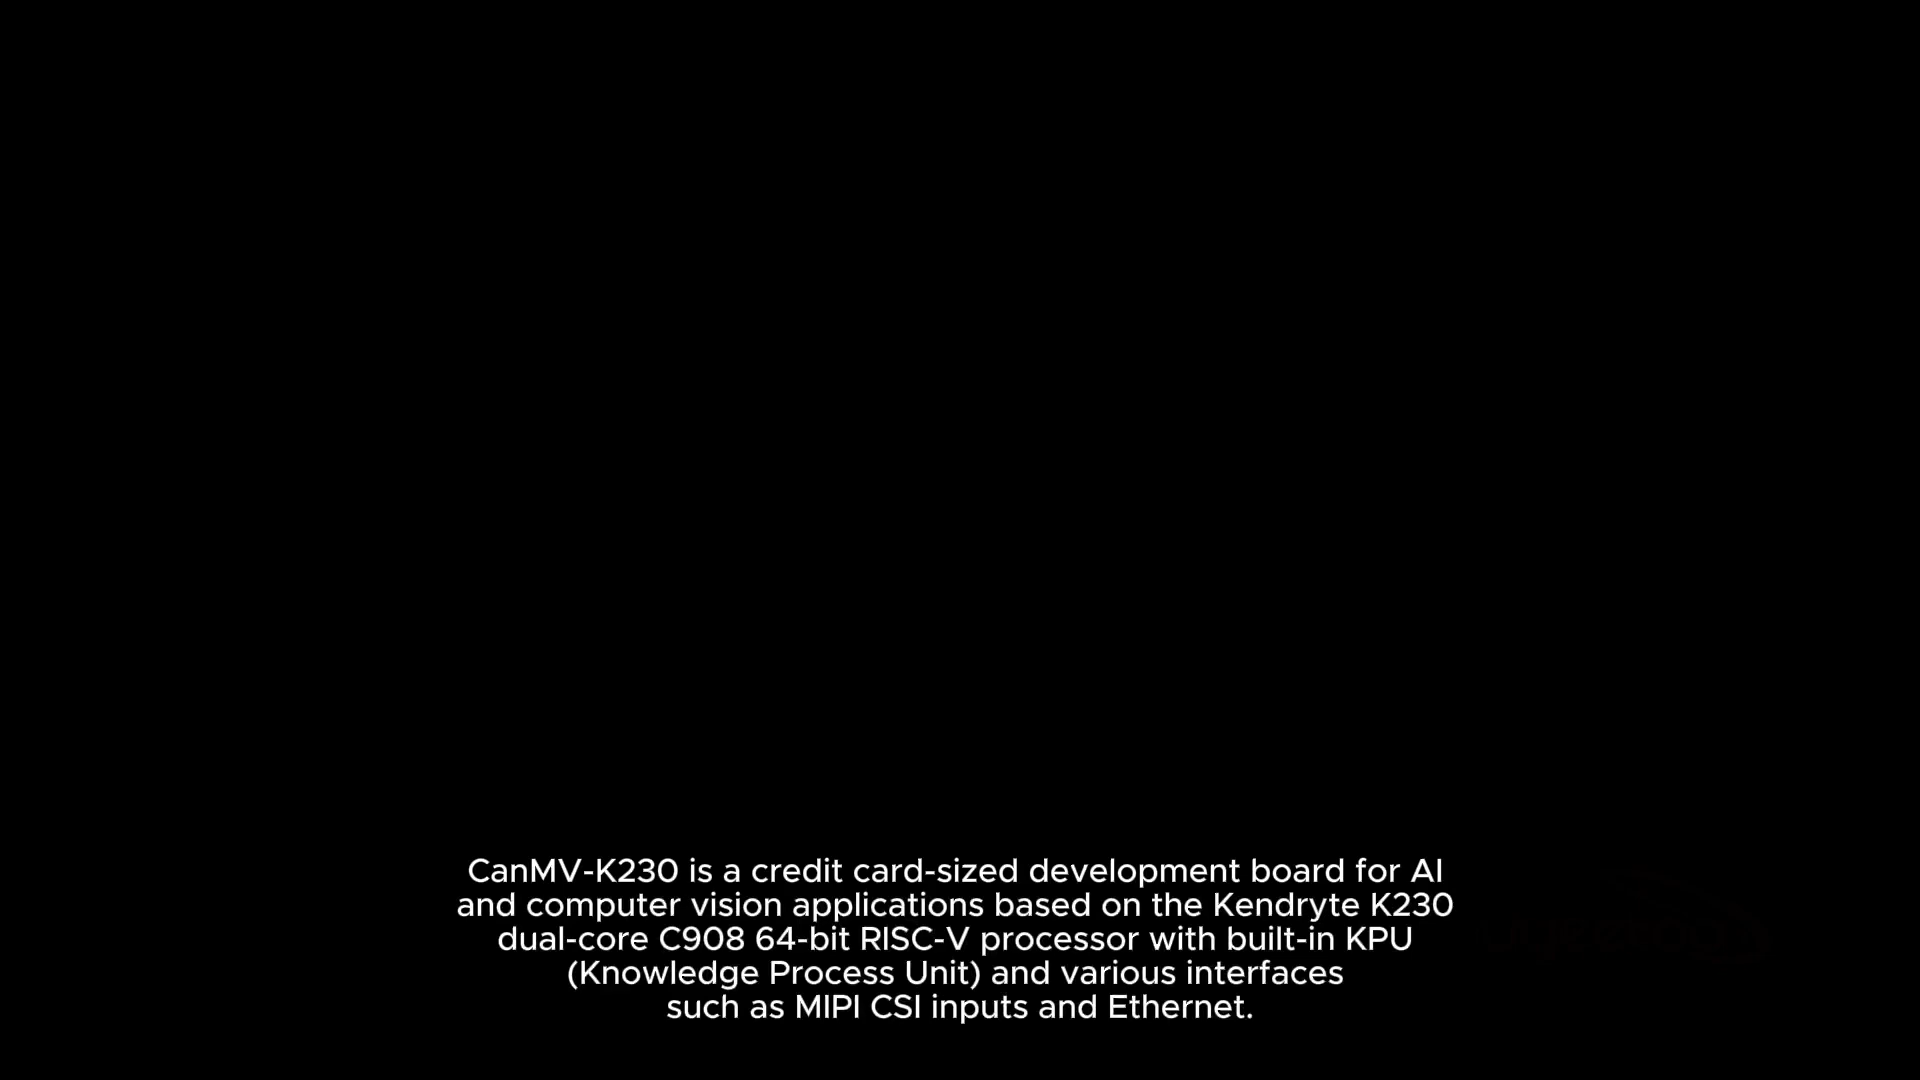 CanMV-K230 is a credit card-sized development board for AI
and computer vision applications based on the Kendryte K230
dual-core C908 64-bit RISC-V processor with built-in KPU
(Knowledge Process Unit) and various interfaces
such as MIPI CSI inputs and Ethernet.